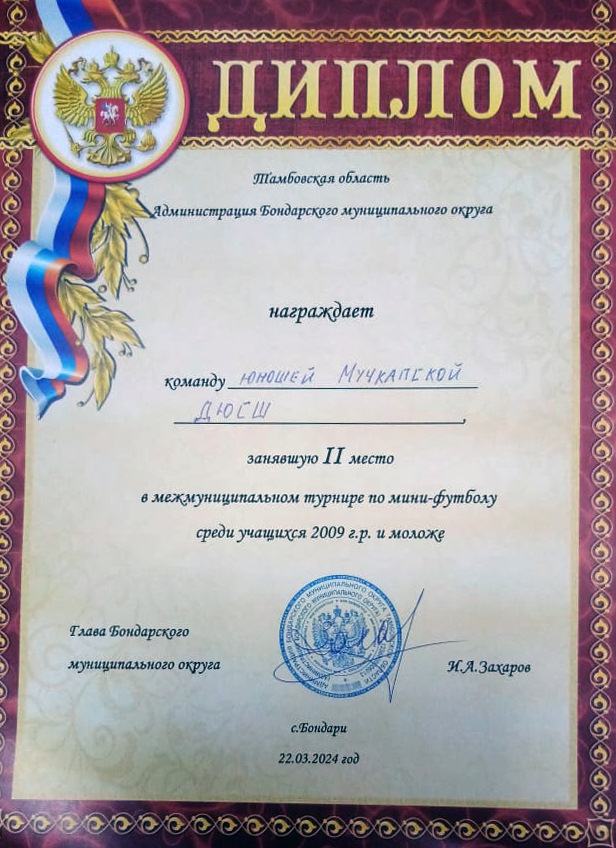 ДИПЛОМ
Тамбовская область
Администрация Бондарского муниципального округа
награждает
команду юношей Мучкапской
ДЮСШ,
занявшую II место
в межмуниципальном турнире по мини-футболу
среди учащихся 2009 г.р. и моложе
Глава Бондарского
муниципального округа
И.А.Захаров
с.Бондари
22.03.2024 год